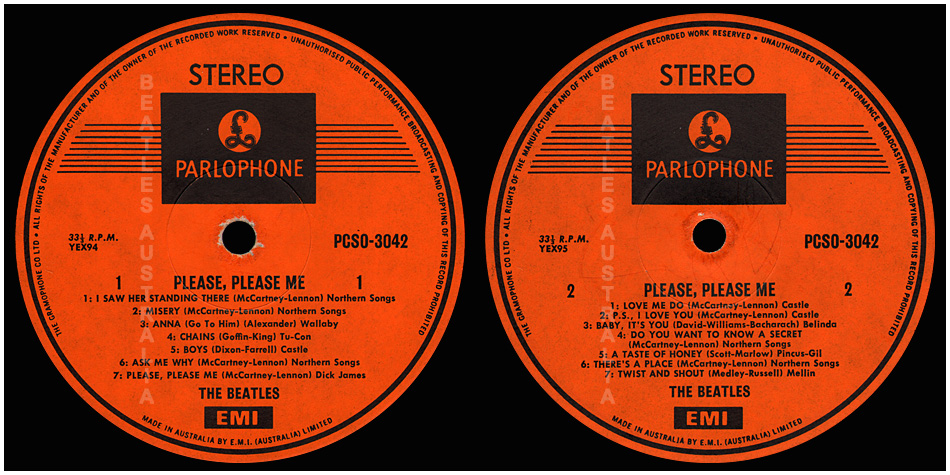 THE GRAMOPHONE CO LTD • ALL RIGHTS OF THE MANUFACTURER AND OF THE OWNER OF THE RECORDED WORK RESERVED • UNAUTHORISED PUBLIC PERFORMANCE BROADCASTING AND COPYING OF THIS RECORD PROHIBITED
STEREO
BEATLES AUSTRALIA
£
PARLOPHONE
33⅓ R.P.M.
YEX94
PCSO-3042
1 PLEASE, PLEASE ME 1
1: I SAW HER STANDING THERE (McCartney-Lennon) Northern Songs
2: MISERY (McCartney-Lennon) Northern Songs
3: ANNA (Go To Him) (Alexander) Wallaby
4: CHAINS (Goffin-King) Tu-Con
5: BOYS (Dixon-Farrell) Castle
6: ASK ME WHY (McCartney-Lennon) Northern Songs
7: PLEASE, PLEASE ME (McCartney-Lennon) Dick James
THE BEATLES
EMI
MADE IN AUSTRALIA BY E.M.I. (AUSTRALIA) LIMITED
THE GRAMOPHONE CO LTD • ALL RIGHTS OF THE MANUFACTURER AND OF THE OWNER OF THE RECORDED WORK RESERVED • UNAUTHORISED PUBLIC PERFORMANCE BROADCASTING AND COPYING OF THIS RECORD PROHIBITED
STEREO
BEATLES AUSTRALIA
£
PARLOPHONE
33⅓ R.P.M.
YEX95
PCSO-3042
2 PLEASE, PLEASE ME 2
1: LOVE ME DO (McCartney-Lennon) Castle
2: P.S., I LOVE YOU (McCartney-Lennon) Castle
3: BABY, IT'S YOU (David-Williams-Bacharach) Belinda
4: DO YOU WANT TO KNOW A SECRET
(McCartney-Lennon) Northern Songs
5: A TASTE OF HONEY (Scott-Marlow) Pincus-Gil
6: THERE'S A PLACE (McCartney-Lennon) Northern Songs
7: TWIST AND SHOUT (Medley-Russell) Mellin
THE BEATLES
EMI
MADE IN AUSTRALIA BY E.M.I. (AUSTRALIA) LIMITED